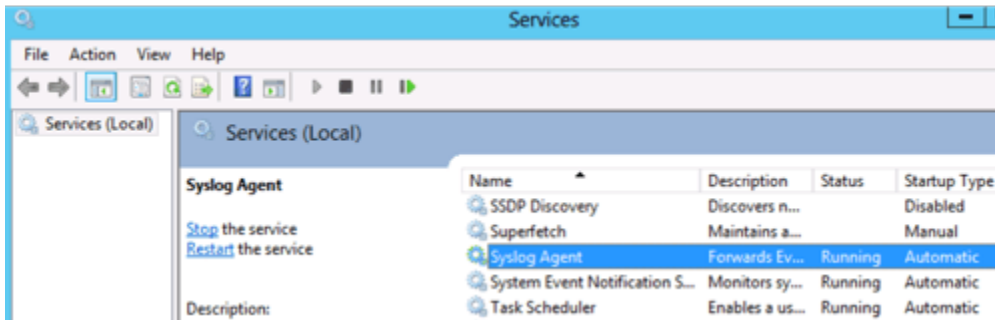 Services
File Action View Help
Services (Local)
Services (Local)
Syslog Agent
Stop the service
Restart the service
Description:
Name Description Status Startup Type
SSDP Discovery Discovers n... Disabled
Superfetch Maintains a... Manual
Syslog Agent Forwards Ev... Running Automatic
System Event Notification S... Monitors sy... Running Automatic
Task Scheduler Enables a us... Running Automatic